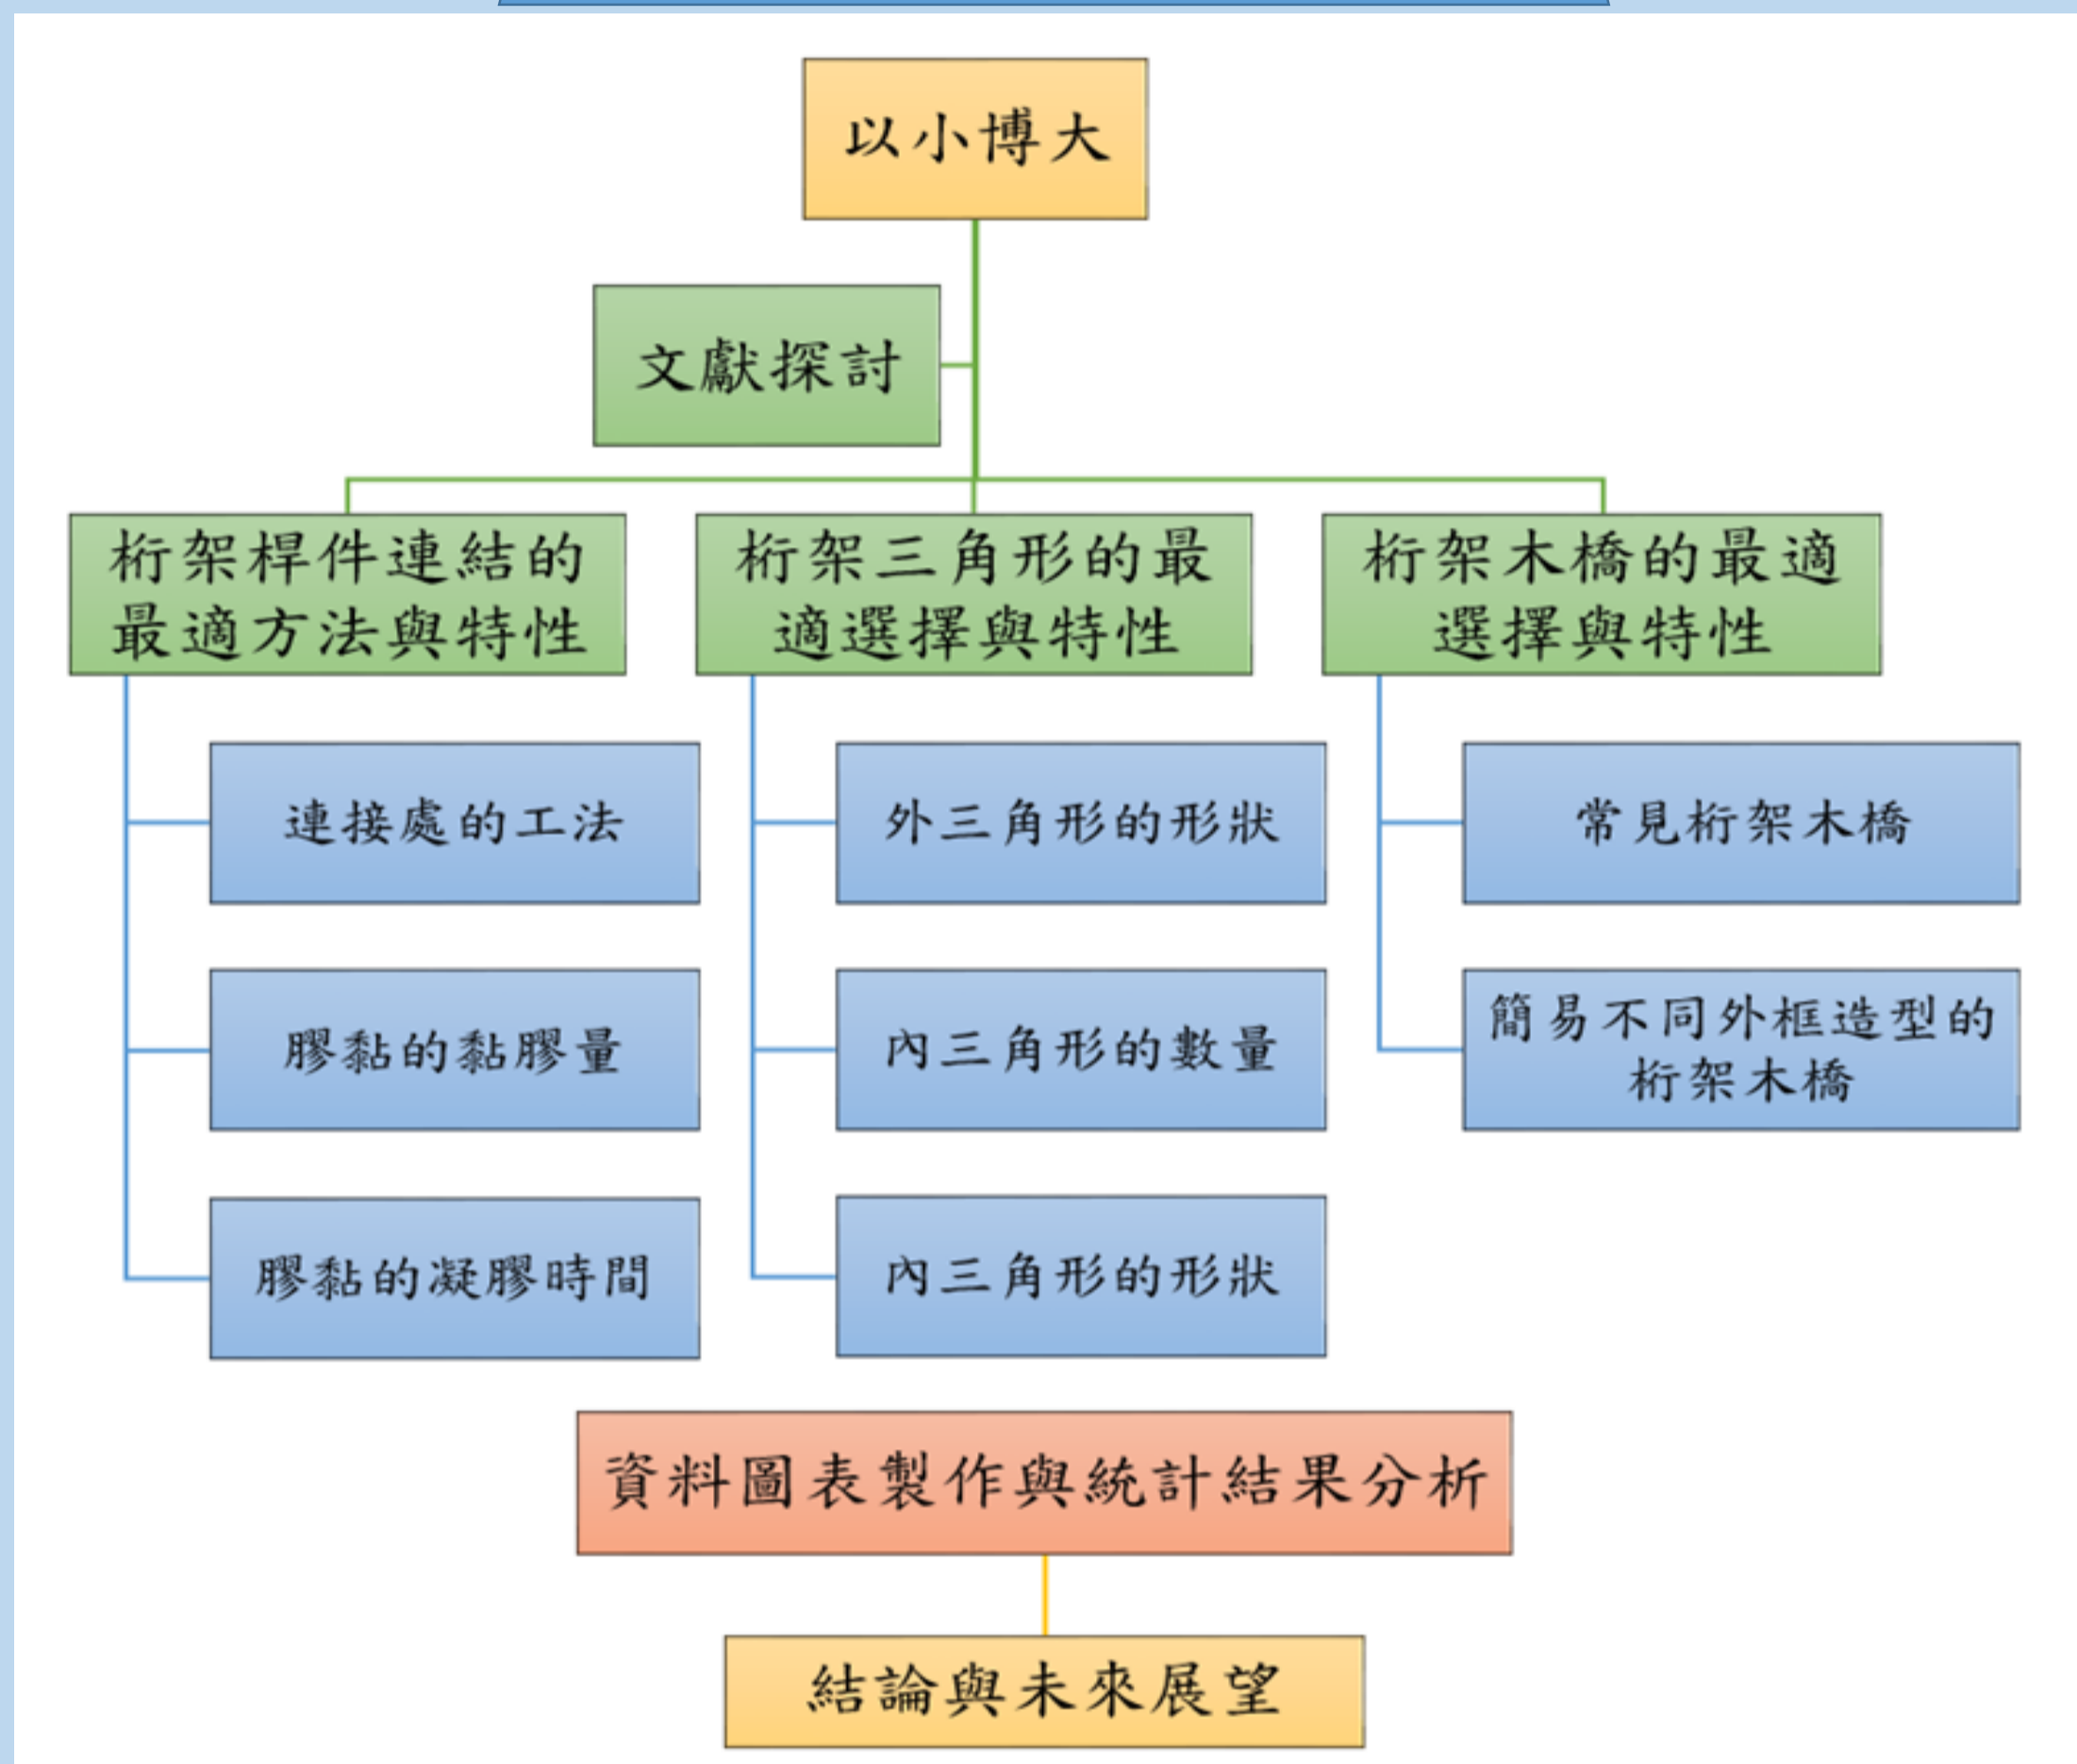 以小博大
文獻探討
桁架桿件連結的
最適方法與特性
連接處的工法
膠黏的黏膠量
膠黏的凝膠時間
桁架三角形的最
適選擇與特性
外三角形的形狀
內三角形的數量
內三角形的形狀
桁架木橋的最適
選擇與特性
常見桁架木橋
簡易不同外框造型的
桁架木橋
資料圖表製作與統計結果分析
結論與未來展望